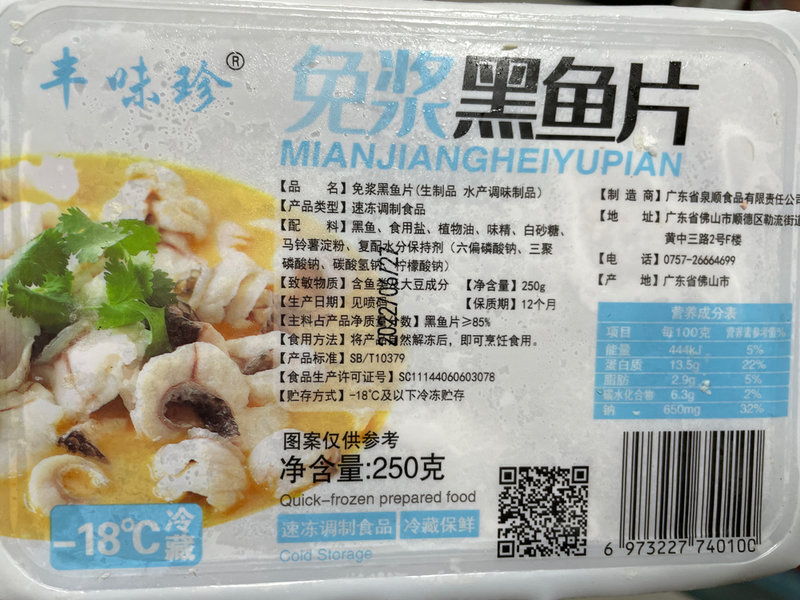 丰味珍®
免浆黑鱼片
MIANJIANGHEIYUPIAN
【品 名】免浆黑鱼片(生制品 水产调味制品)
【产品类型】速冻调制食品
【配 料】黑鱼、食用盐、植物油、味精、白砂糖、
马铃薯淀粉、复配水分保持剂(六偏磷酸钠、三聚
磷酸钠、碳酸氢钠、柠檬酸钠)
【致敏物质】含鱼类及大豆成分 【净含量】250g
【生产日期】见喷码 【保质期】12个月
【主料占产品净质量分数】黑鱼片≥85%
【食用方法】将产品自然解冻后,即可烹饪食用。
【产品标准】SB/T10379
【食品生产许可证号】SC11144060603078
【贮存方式】-18℃及以下冷冻贮存
【制 造 商】广东省泉顺食品有限责任公司
【地 址】广东省佛山市顺德区勒流街道
黄中三路2号F楼
【电 话】0757-26664699
【产 地】广东省佛山市
营养成分表
项目 每100克 营养素参考值%
能量 444kJ 5%
蛋白质 13.5g 22%
脂肪 2.9g 5%
碳水化合物 6.3g 2%
钠 650mg 32%
图案仅供参考
净含量:250克
Quick-frozen prepared food
速冻调制食品 冷藏保鲜
Cold Storage
-18℃冷藏
6 973227 740100